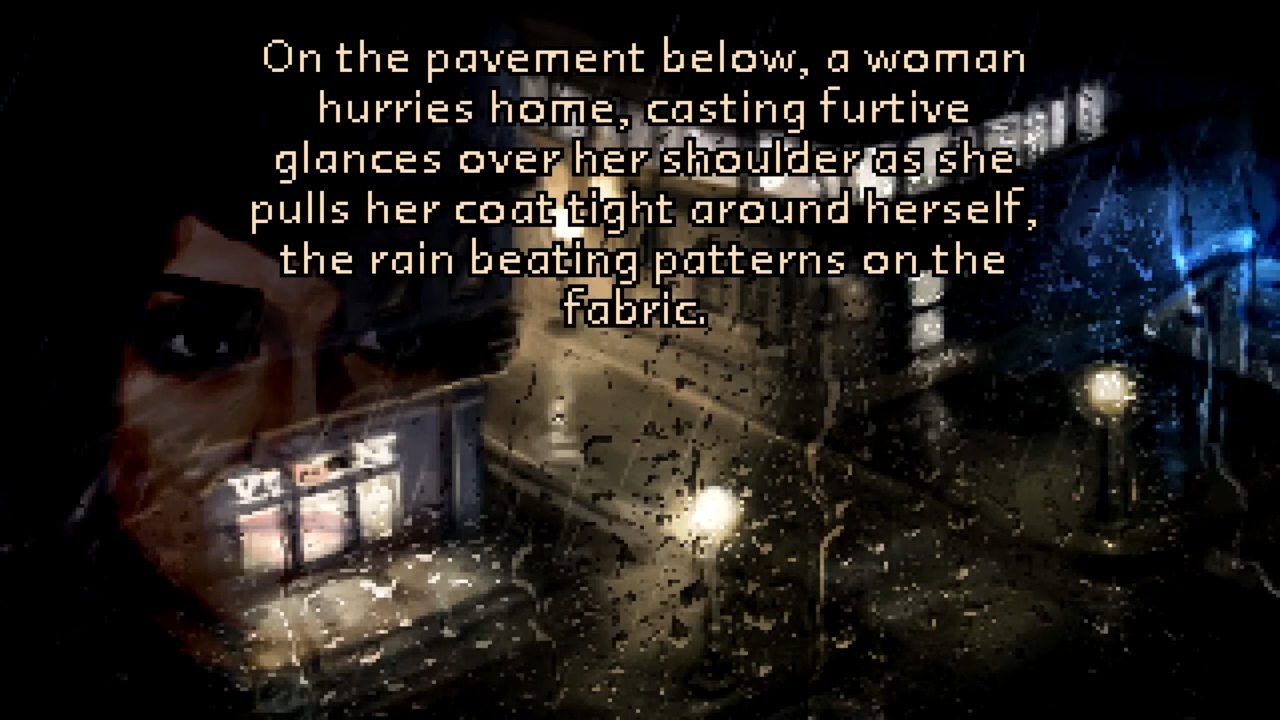 On the pavement below, a woman
hurries home, casting furtive
glances over her shoulder as she
pulls her coat tight around herself,
the rain beating patterns on the
fabric.